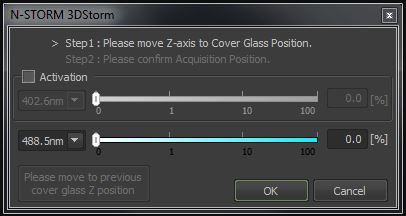 N-STORM 3DStorm
> Step1 : Please move Z-axis to Cover Glass Position.
Step2 : Please confirm Acquisition Position.
Activation
402.6nm 0 1 10 100 0.0 [%]
488.5nm 0 1 10 100 0.0 [%]
Please move to previous
cover glass Z position
OK Cancel